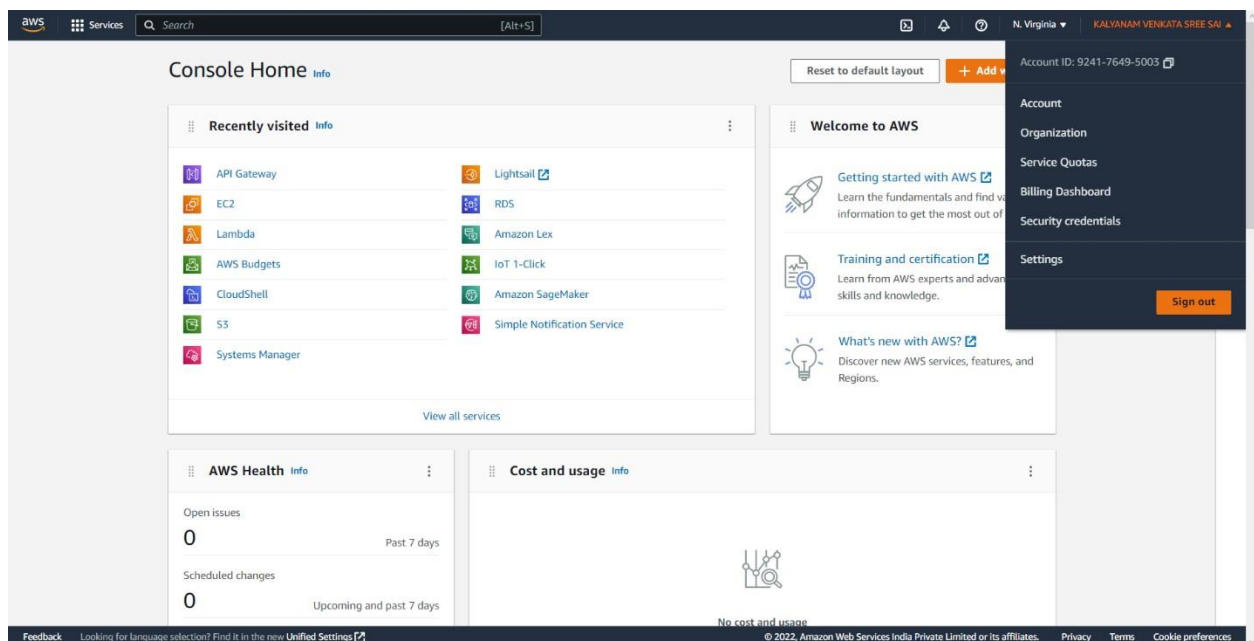 aws
Services
Search
[Alt+S]
N. Virginia
KALYANAM VENKATA SREE SAI
Account ID: 9241-7649-5003
Account
Organization
Service Quotas
Billing Dashboard
Security credentials
Settings
Sign out
Console Home Info
Reset to default layout
+ Add
Recently visited Info
API Gateway
EC2
Lambda
AWS Budgets
CloudShell
S3
Systems Manager
Lightsail
RDS
Amazon Lex
IoT 1-Click
Amazon SageMaker
Simple Notification Service
View all services
Welcome to AWS
Getting started with AWS
Learn the fundamentals and find
information to get the most out of
Training and certification
Learn from AWS experts and
skills and knowledge.
What's new with AWS?
Discover new AWS services, features, and
Regions.
AWS Health Info
Open issues
0
Past 7 days
Scheduled changes
0
Upcoming and past 7 days
Cost and usage Info
No cost and usage
Feedback
Looking for language selection? Find it in the new Unified Settings
© 2022, Amazon Web Services India Private Limited or its affiliates.
Privacy
Terms
Cookie preferences